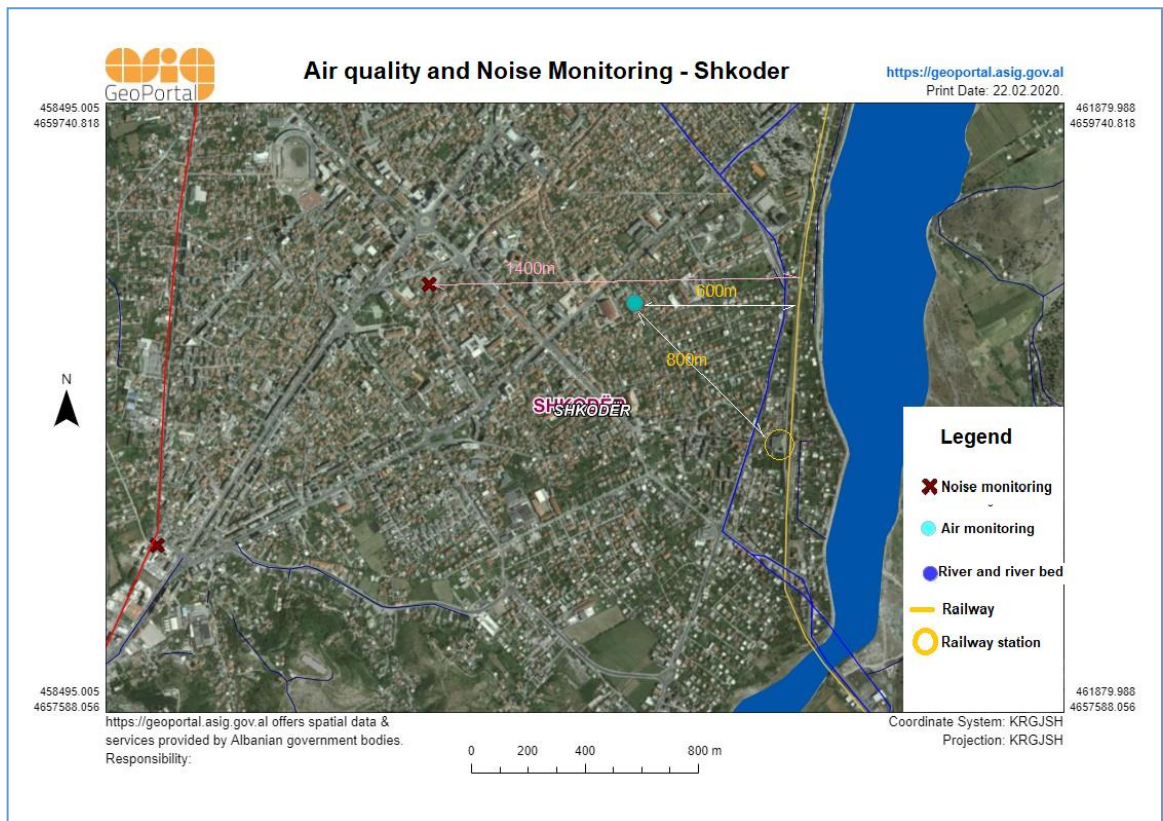 asig
GeoPortal
Air quality and Noise Monitoring - Shkoder
https://geoportal.asig.gov.al
Print Date: 22.02.2020.
458495.005
4659740.818
461879.988
4659740.818
1400m
600m
800m
SHKODËR
SHKODER
N
Legend
Noise monitoring
Air monitoring
River and river bed
Railway
Railway station
458495.005
4657588.056
461879.988
4657588.056
https://geoportal.asig.gov.al offers spatial data &
services provided by Albanian government bodies.
Responsibility:
Coordinate System: KRGJSH
Projection: KRGJSH
0 200 400 800 m